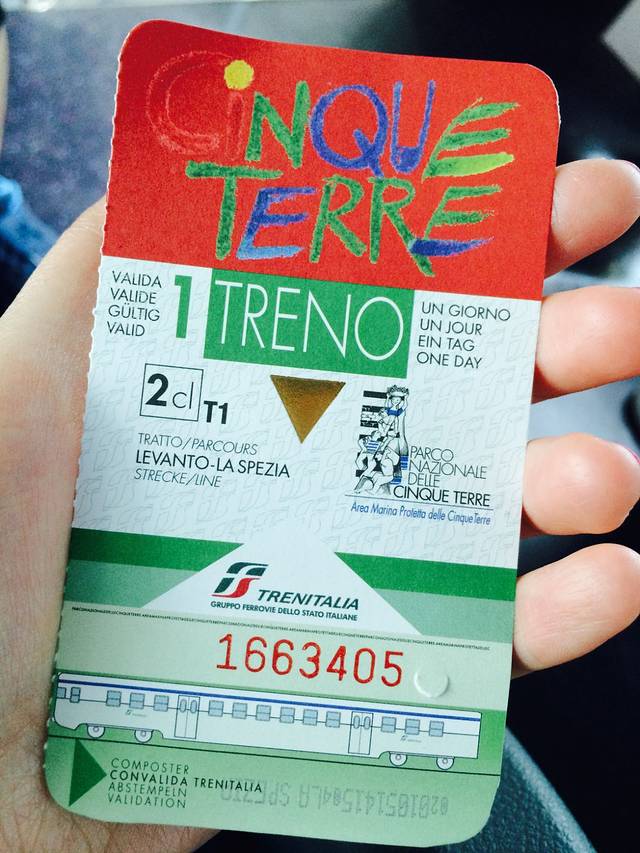 CINQUE
TERRE
VALIDA
VALIDE
GÜLTIG
VALID
1 TRENO
UN GIORNO
UN JOUR
EIN TAG
ONE DAY
2cl T1
TRATTO/PARCOURS
LEVANTO-LA SPEZIA
STRECKE/LINE
PARCO
NAZIONALE
DELLE
CINQUE TERRE
Area Marina Protetta delle Cinque Terre
TRENITALIA
GRUPPO FERROVIE DELLO STATO ITALIANE
1663405
COMPOSTER
CONVALIDA TRENITALIA
ABSTEMPELN
VALIDATION
LA SPEZIA